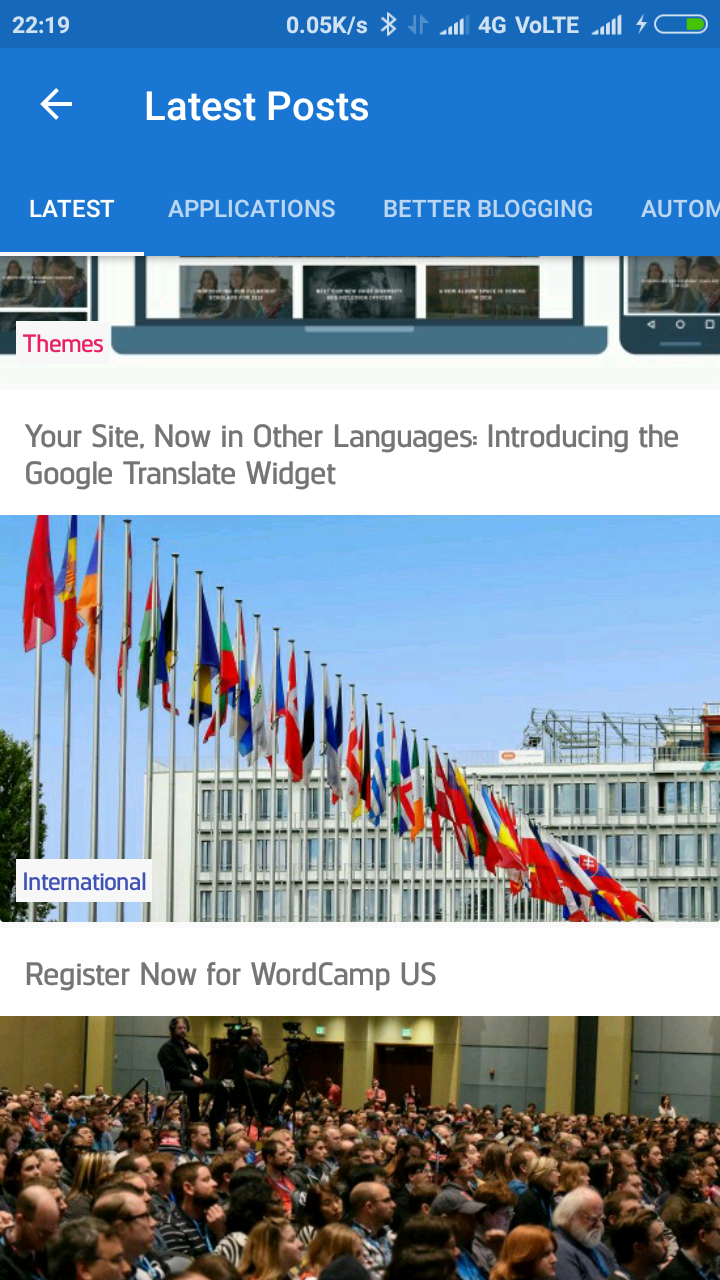 22:19 0.05K/s 4G VoLTE
Latest Posts
LATEST APPLICATIONS BETTER BLOGGING AUTOM
Themes
Your Site, Now in Other Languages: Introducing the
Google Translate Widget
International
Register Now for WordCamp US